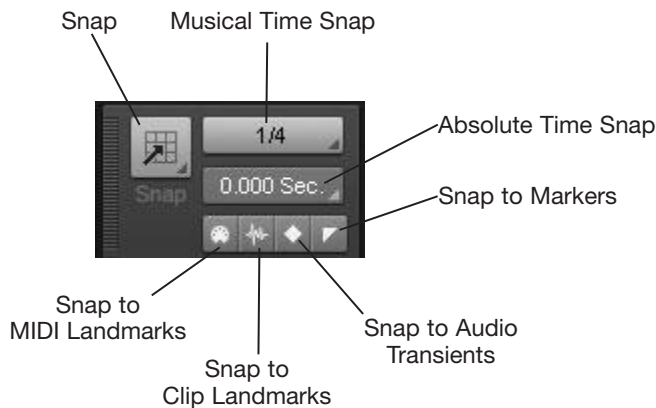 Snap
Musical Time Snap
1/4
Absolute Time Snap
0.000 Sec.
Snap
Snap to Markers
Snap to
MIDI Landmarks
Snap to
Clip Landmarks
Snap to Audio
Transients